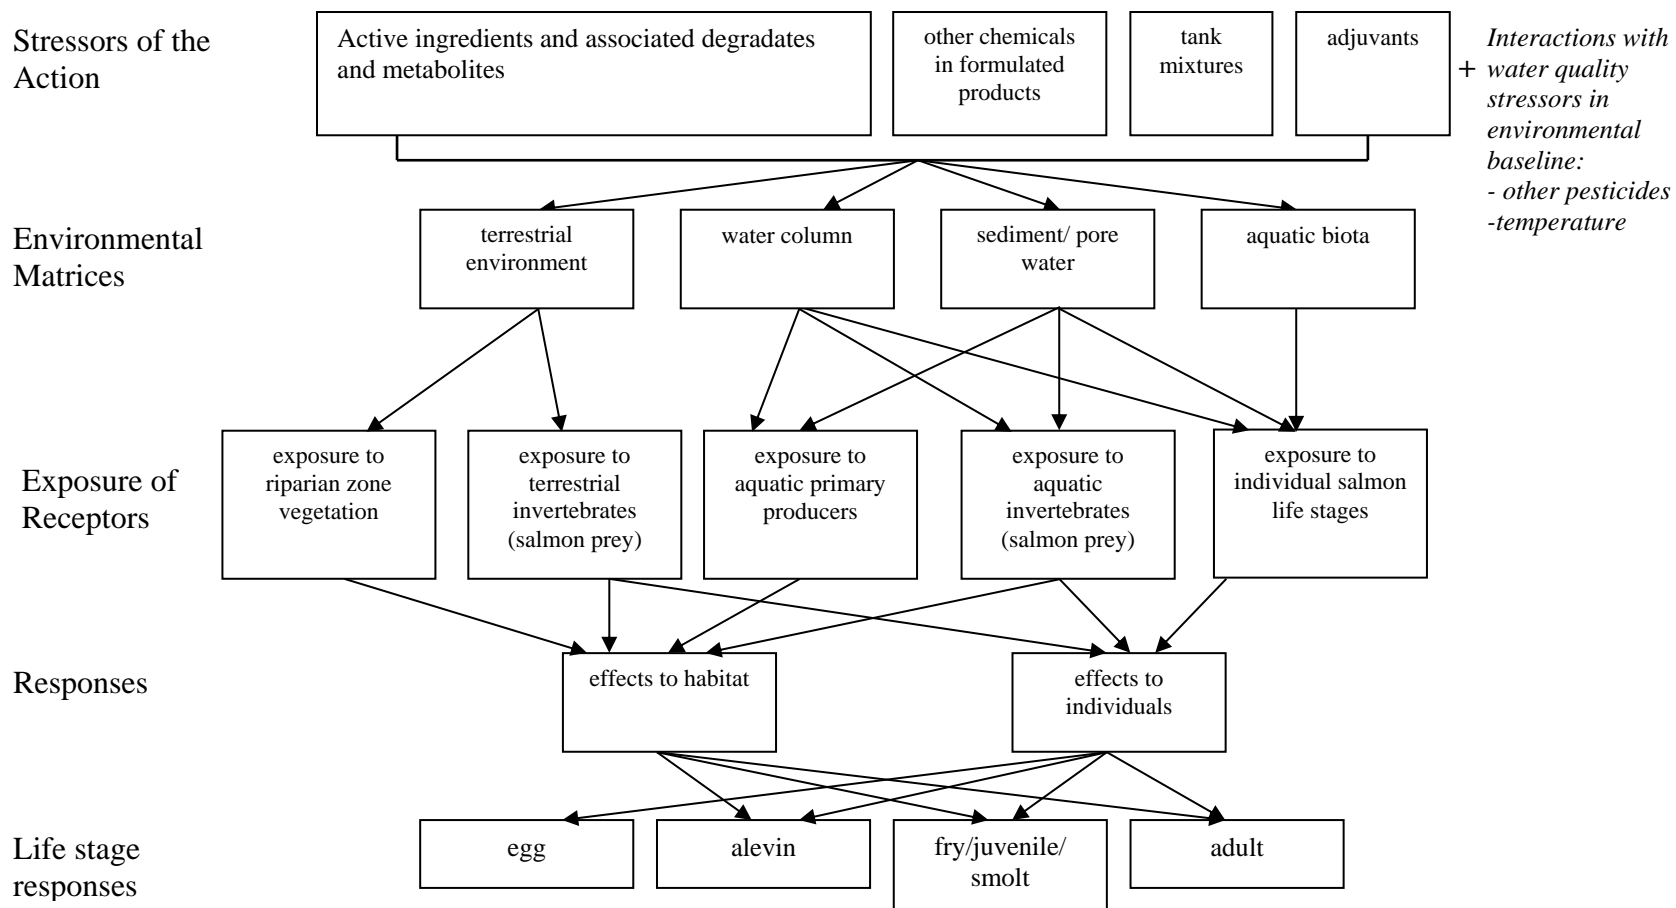 Stressors of the
Action
Active ingredients and associated degradates
and metabolites
other chemicals
in formulated
products
tank
mixtures
adjuvants
+
Interactions with
water quality
stressors in
environmental
baseline:
- other pesticides
-temperature
Environmental
Matrices
terrestrial
environment
water column
sediment/ pore
water
aquatic biota
Exposure of
Receptors
exposure to
riparian zone
vegetation
exposure to
terrestrial
invertebrates
(salmon prey)
exposure to
aquatic primary
producers
exposure to
aquatic
invertebrates
(salmon prey)
exposure to
individual salmon
life stages
Responses
effects to habitat
effects to
individuals
Life stage
responses
egg
alevin
fry/juvenile/
smolt
adult